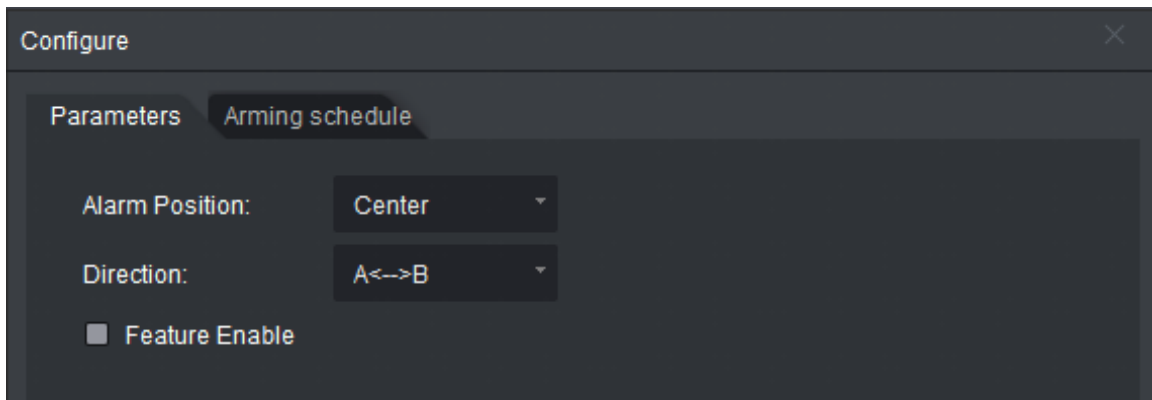 Configure
Parameters Arming schedule
Alarm Position: Center
Direction: A<-->B
Feature Enable